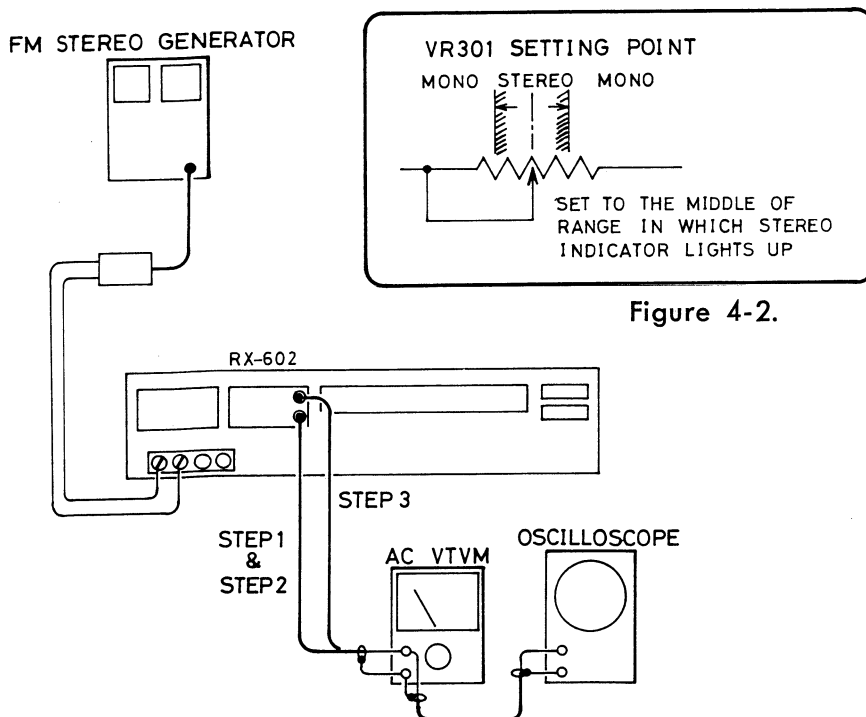 FM STEREO GENERATOR
VR301 SETTING POINT
MONO STEREO MONO
SET TO THE MIDDLE OF
RANGE IN WHICH STEREO
INDICATOR LIGHTS UP
Figure 4-2.
RX-602
STEP 3
STEP 1
&
STEP 2
AC VTVM
OSCILLOSCOPE